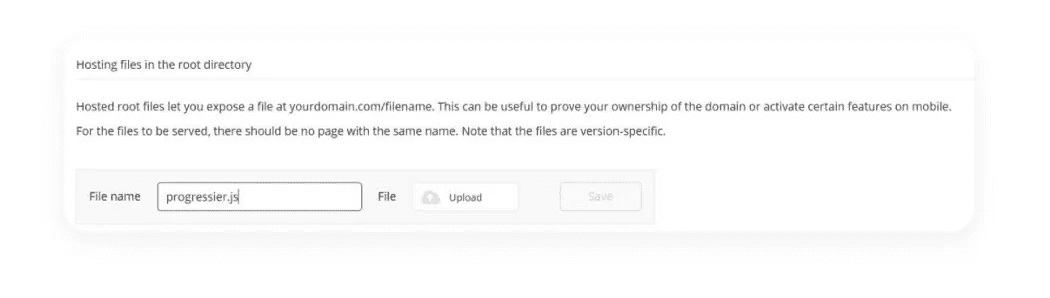 Hosting files in the root directory
Hosted root files let you expose a file at yourdomain.com/filename. This can be useful to prove your ownership of the domain or activate certain features on mobile.
For the files to be served, there should be no page with the same name. Note that the files are version-specific.
File name progressier.js File Upload Save